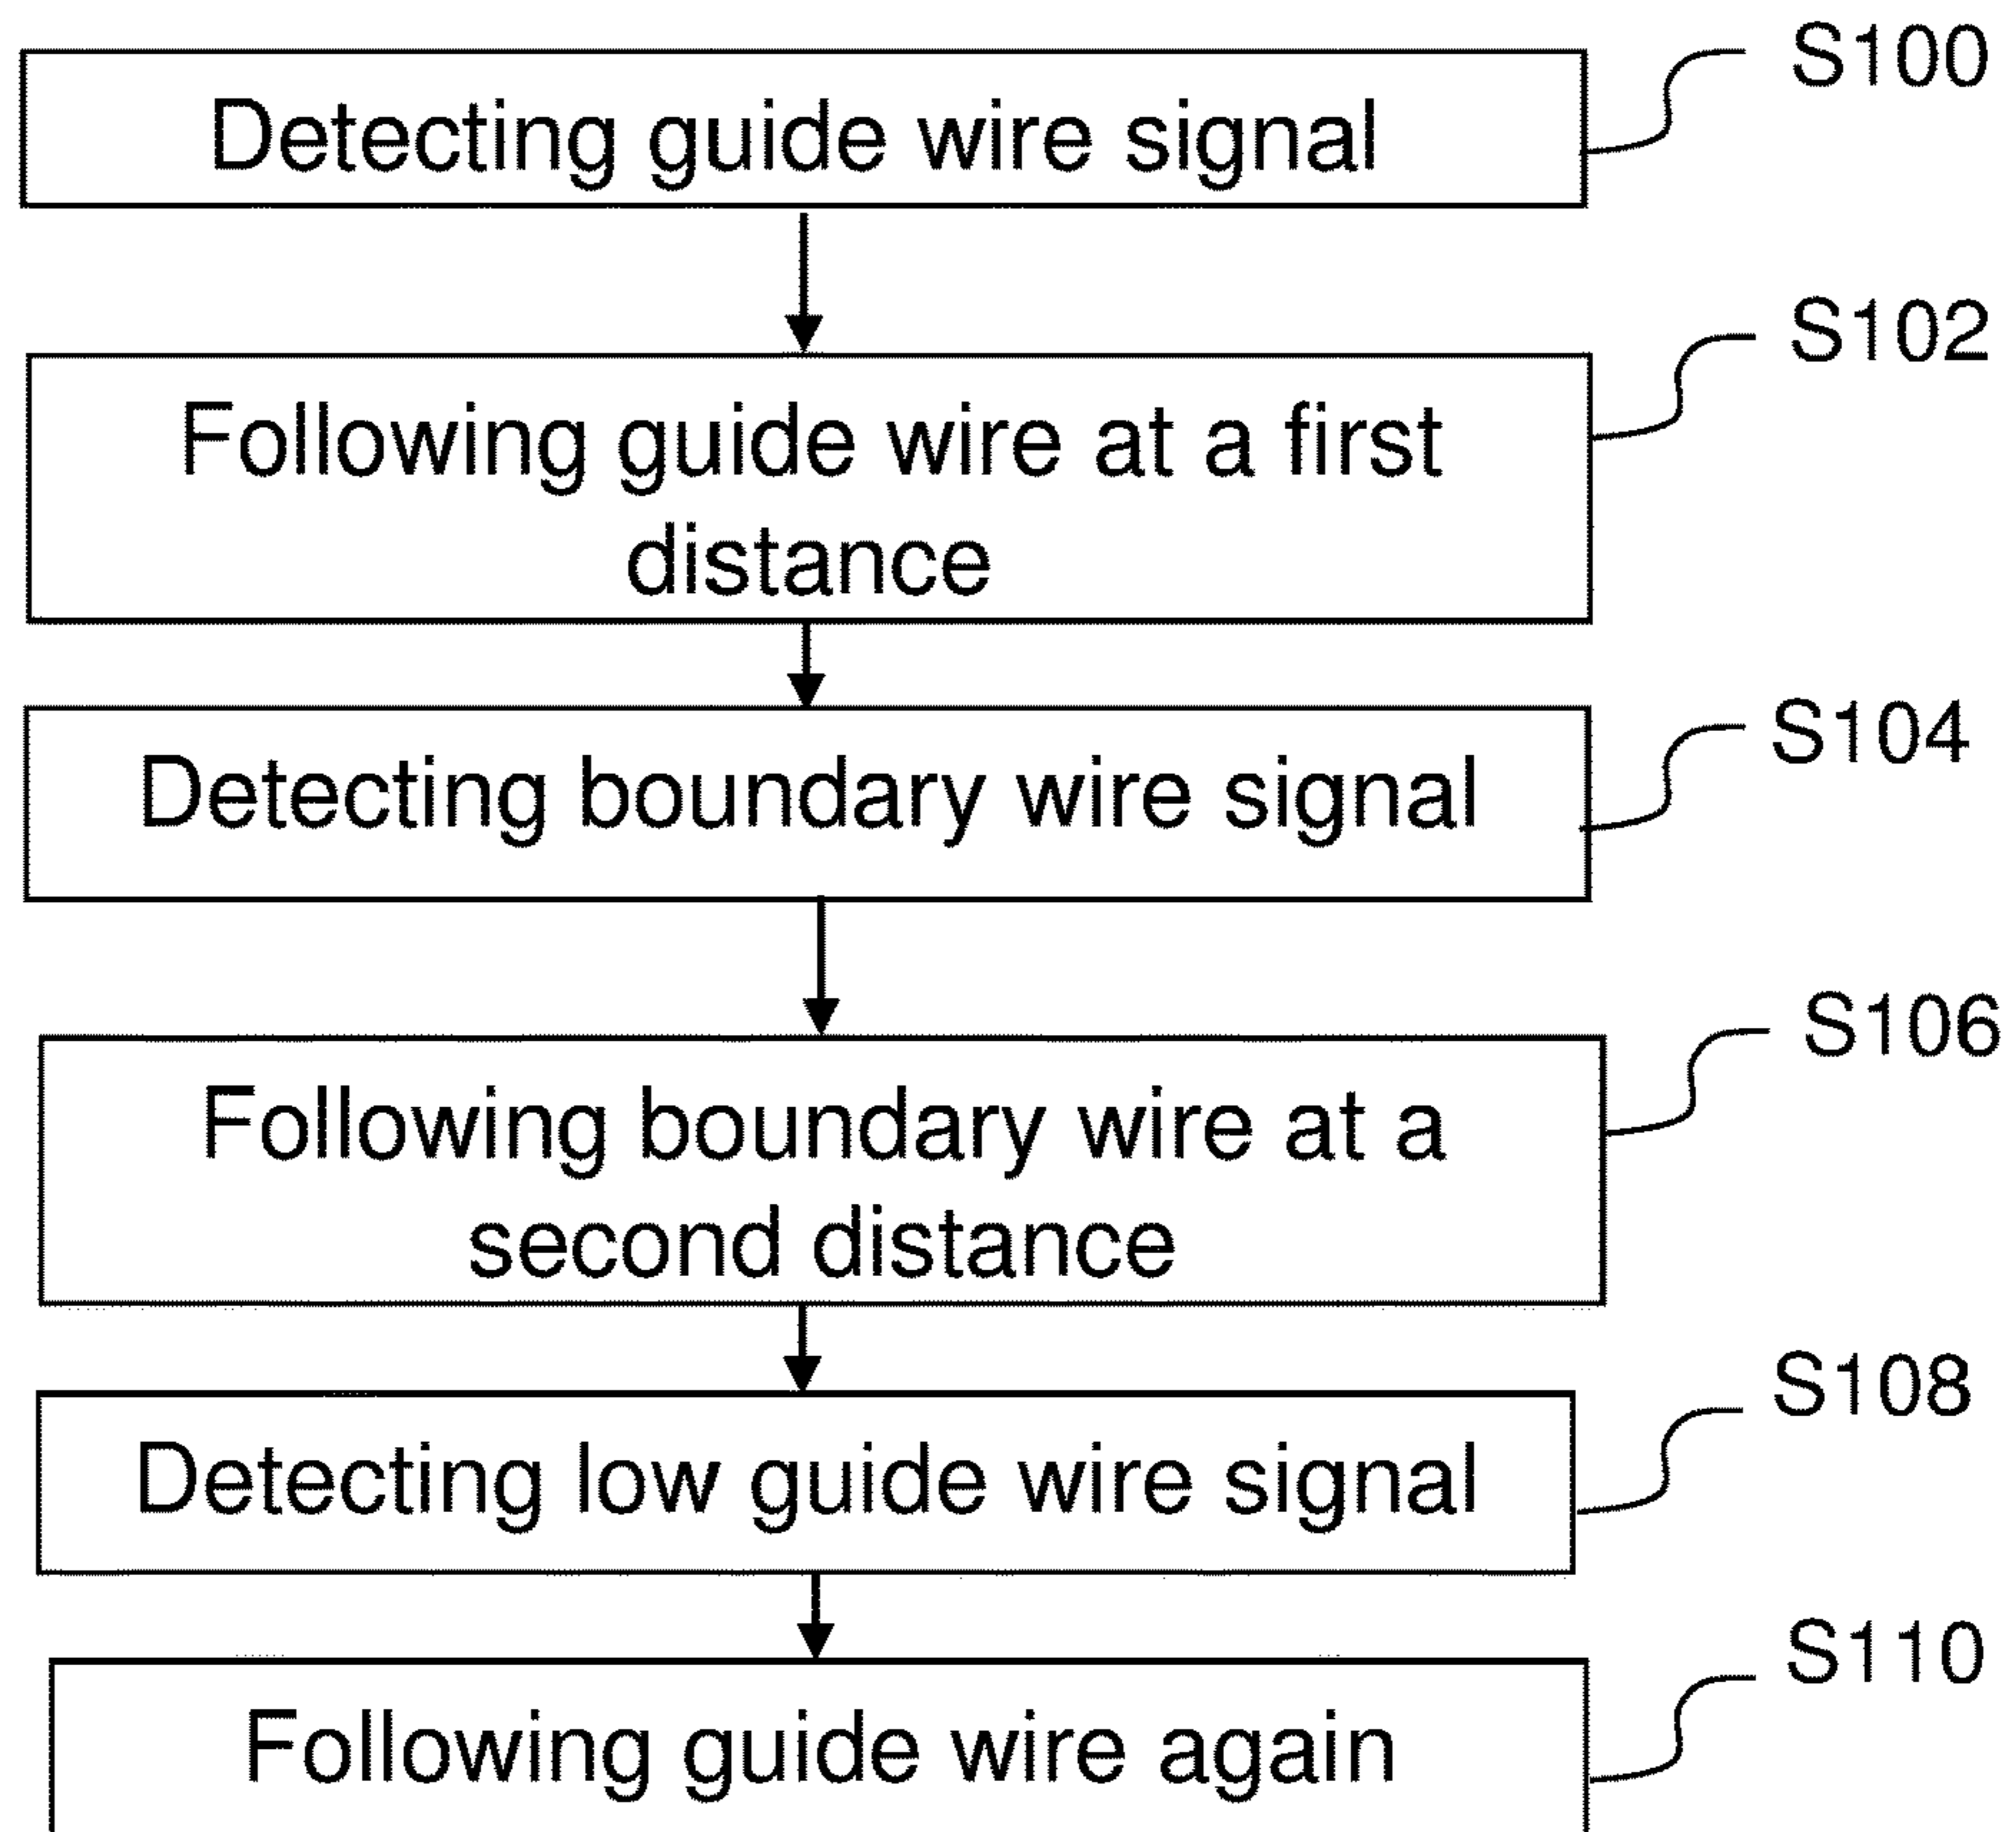 S100
Detecting guide wire signal
S102
Following guide wire at a first
distance
S104
Detecting boundary wire signal
S106
Following boundary wire at a
second distance
S108
Detecting low guide wire signal
S110
Following guide wire again